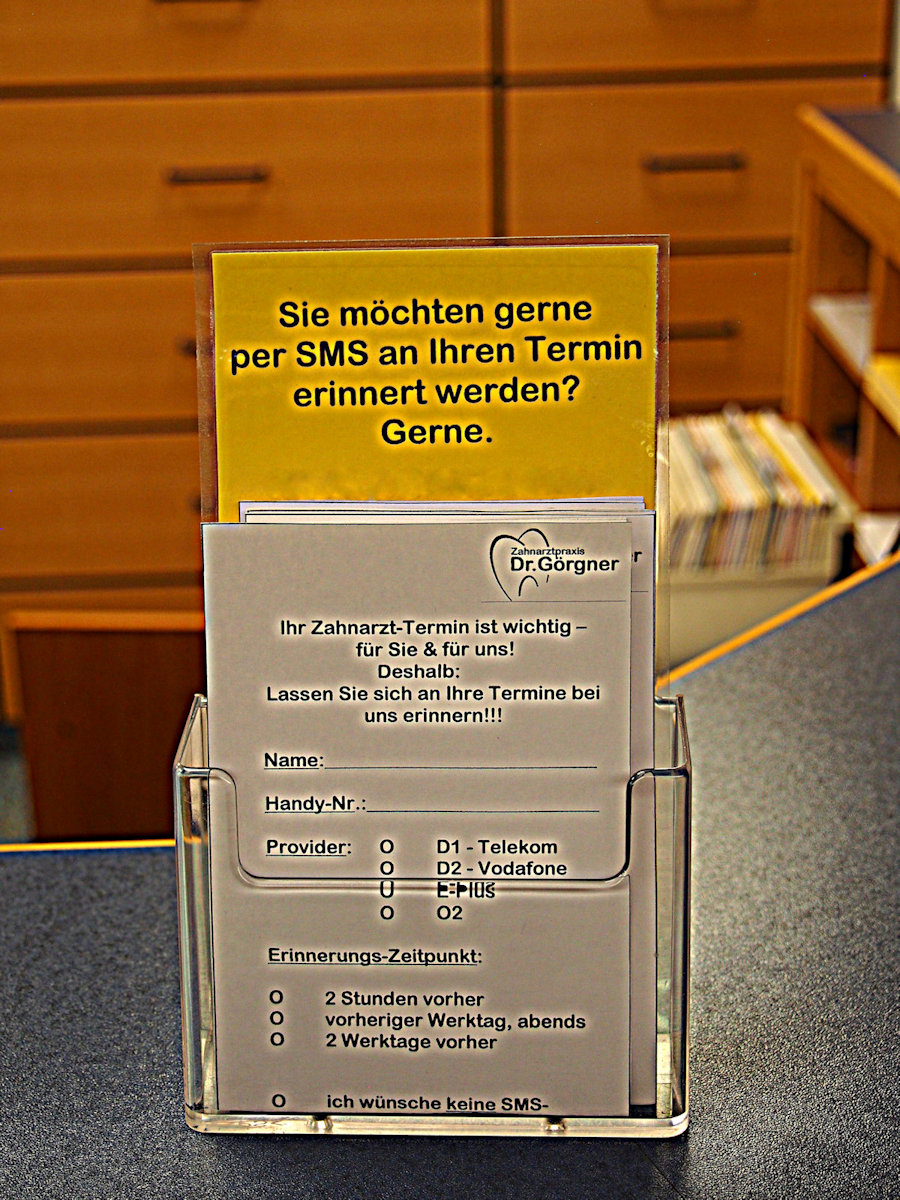 Sie möchten gerne
per SMS an Ihren Termin
erinnert werden?
Gerne.
Zahnarztpraxis
Dr.Görgner
er
Ihr Zahnarzt-Termin ist wichtig –
für Sie & für uns!
Deshalb:
Lassen Sie sich an Ihre Termine bei
uns erinnern!!!
Name:
Handy-Nr.:
Provider: O D1 - Telekom
O D2 - Vodafone
O E-Plus
O O2
Erinnerungs-Zeitpunkt:
O 2 Stunden vorher
O vorheriger Werktag, abends
O 2 Werktage vorher
O ich wünsche keine SMS-